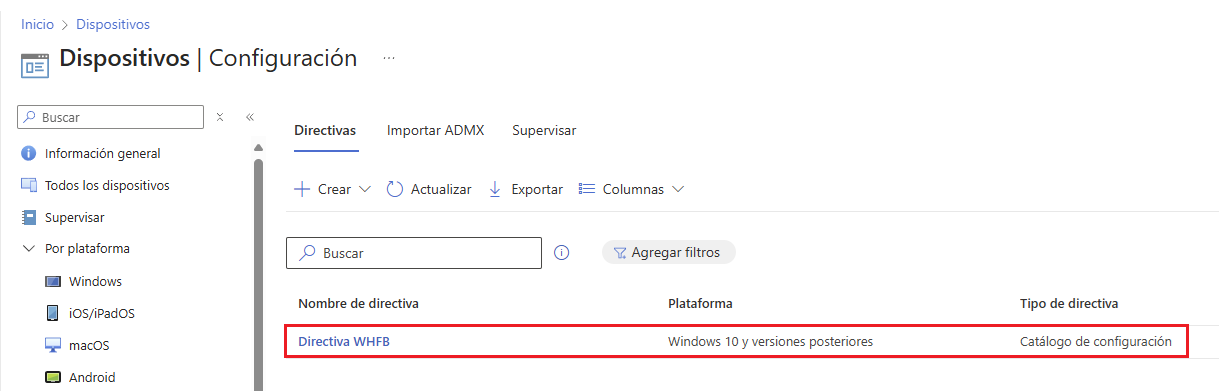 Inicio > Dispositivos
Dispositivos | Configuración ...
Buscar
Información general
Todos los dispositivos
Supervisar
Por plataforma
Windows
iOS/iPadOS
macOS
Android
Directivas Importar ADMX Supervisar
Crear Actualizar Exportar Columnas
Buscar Agregar filtros
Nombre de directiva Plataforma Tipo de directiva
Directiva WHFB Windows 10 y versiones posteriores Catálogo de configuración